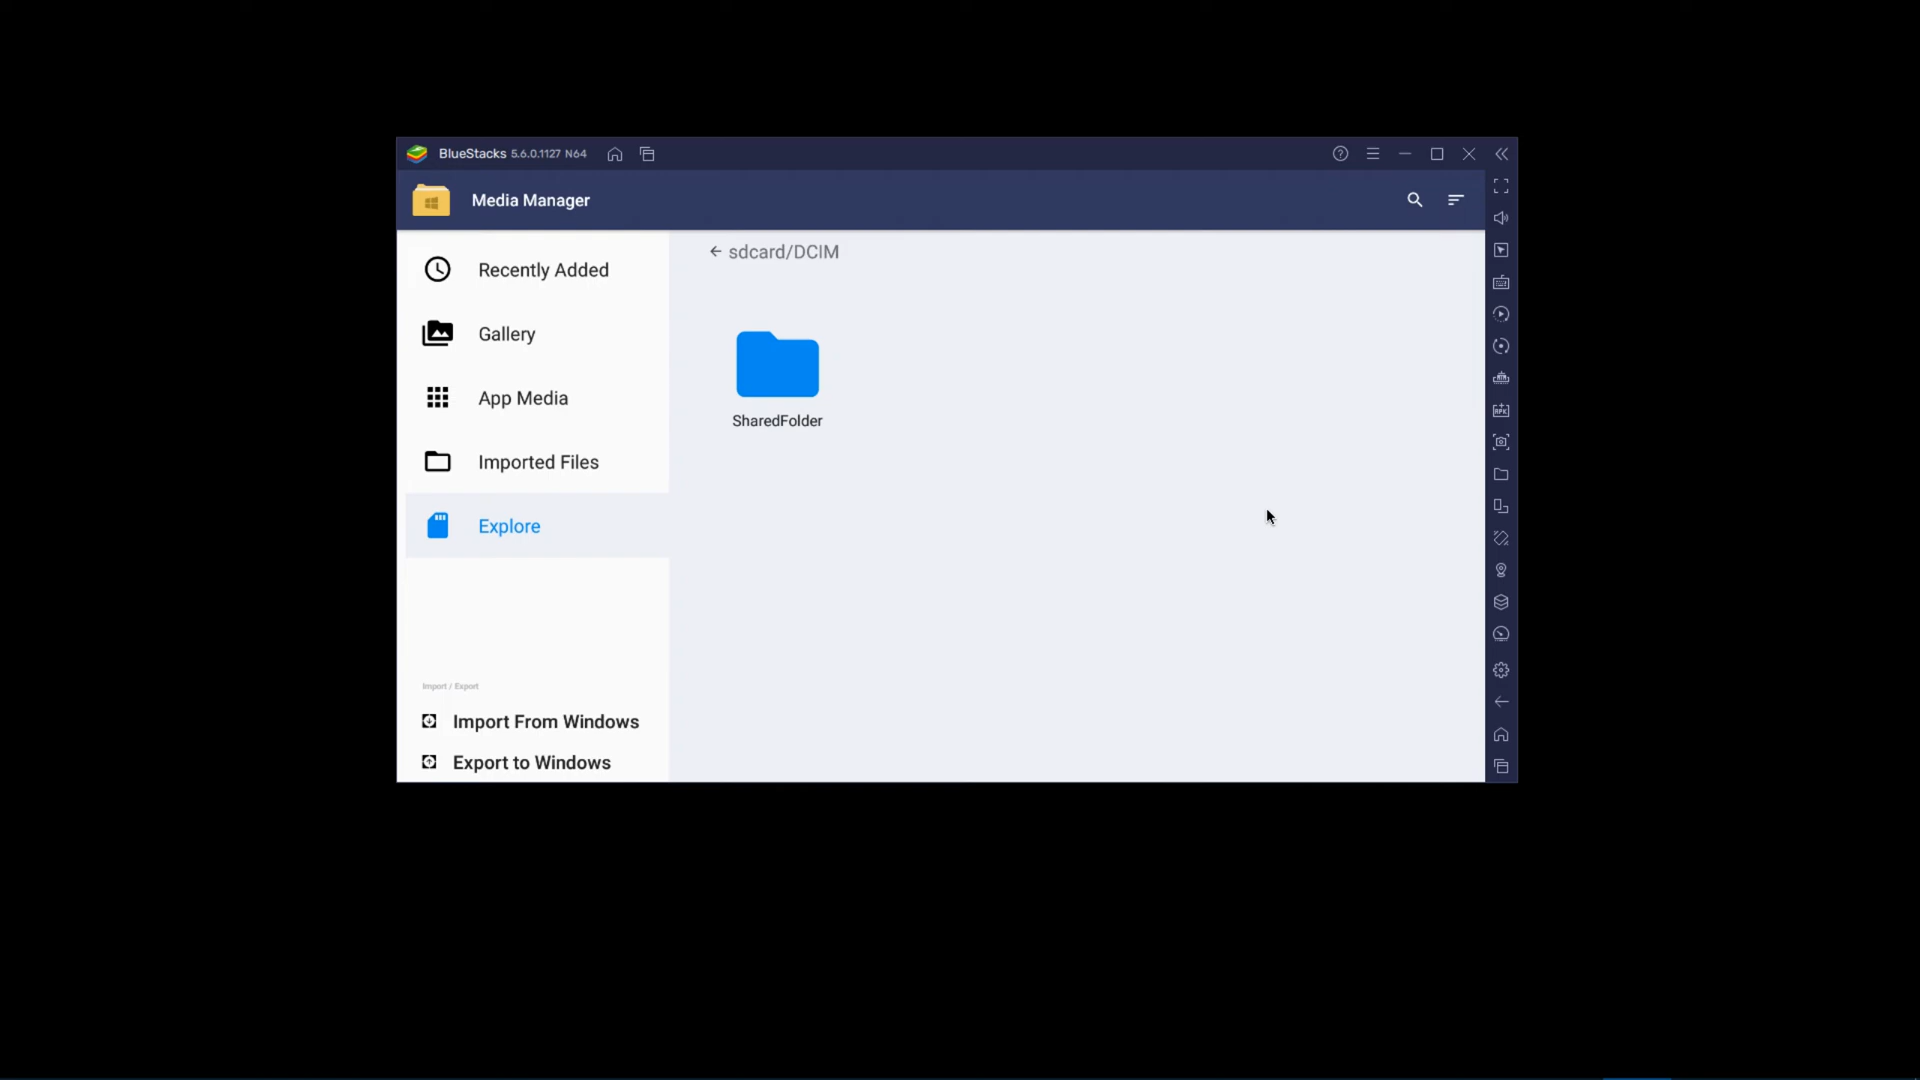 BlueStacks 5.6.0.1127 N64
Media Manager
sdcard/DCIM
Recently Added
Gallery
App Media
Imported Files
Explore
SharedFolder
Import / Export
Import From Windows
Export to Windows